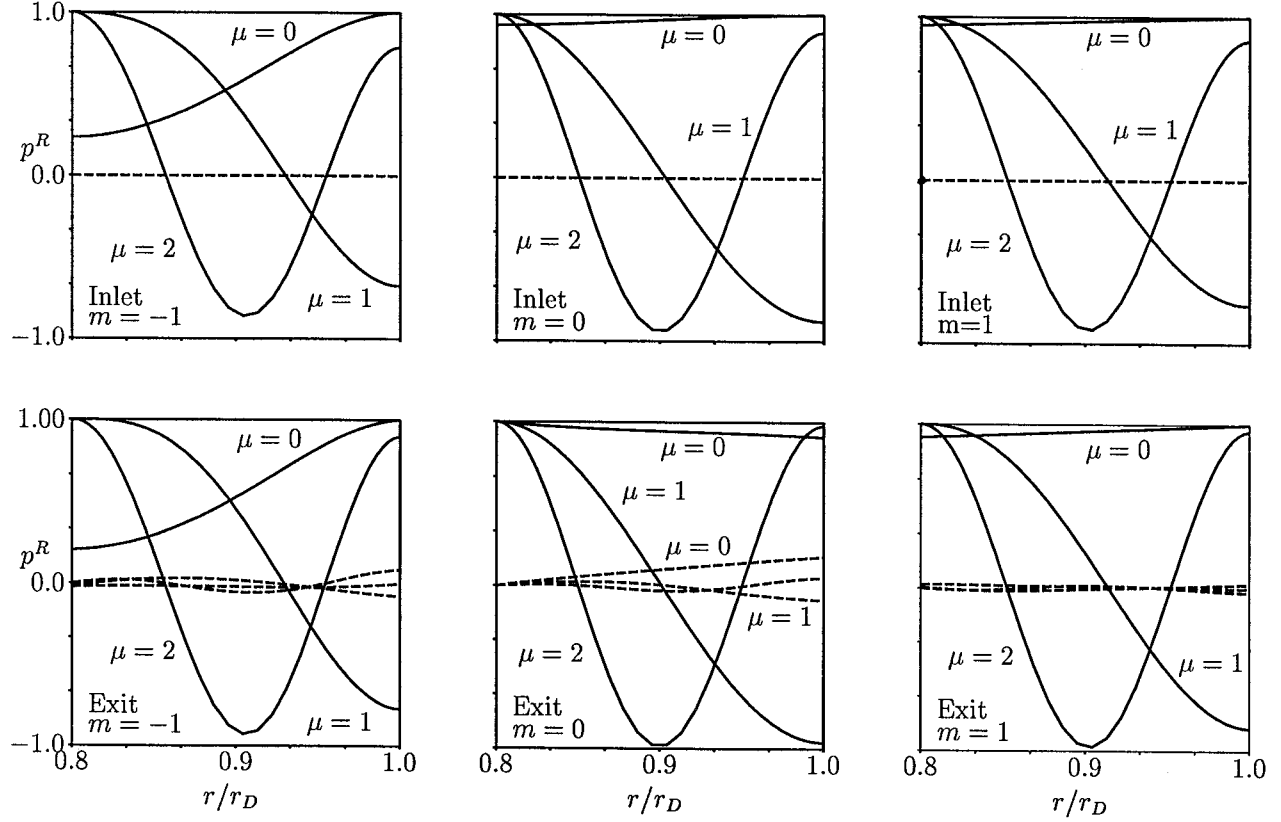 1.0
μ = 0
p^R
0.0
μ = 2
Inlet
m = −1
μ = 1
−1.0
μ = 0
μ = 1
μ = 2
Inlet
m = 0
μ = 0
μ = 1
μ = 2
Inlet
m=1
1.00
μ = 0
p^R
0.0
μ = 2
Exit
m = −1
μ = 1
−1.0
0.8
0.9
1.0
r/r_D
μ = 0
μ = 1
μ = 0
μ = 1
μ = 2
Exit
m = 0
0.8
0.9
1.0
r/r_D
μ = 0
μ = 2
μ = 1
Exit
m = 1
0.8
0.9
1.0
r/r_D